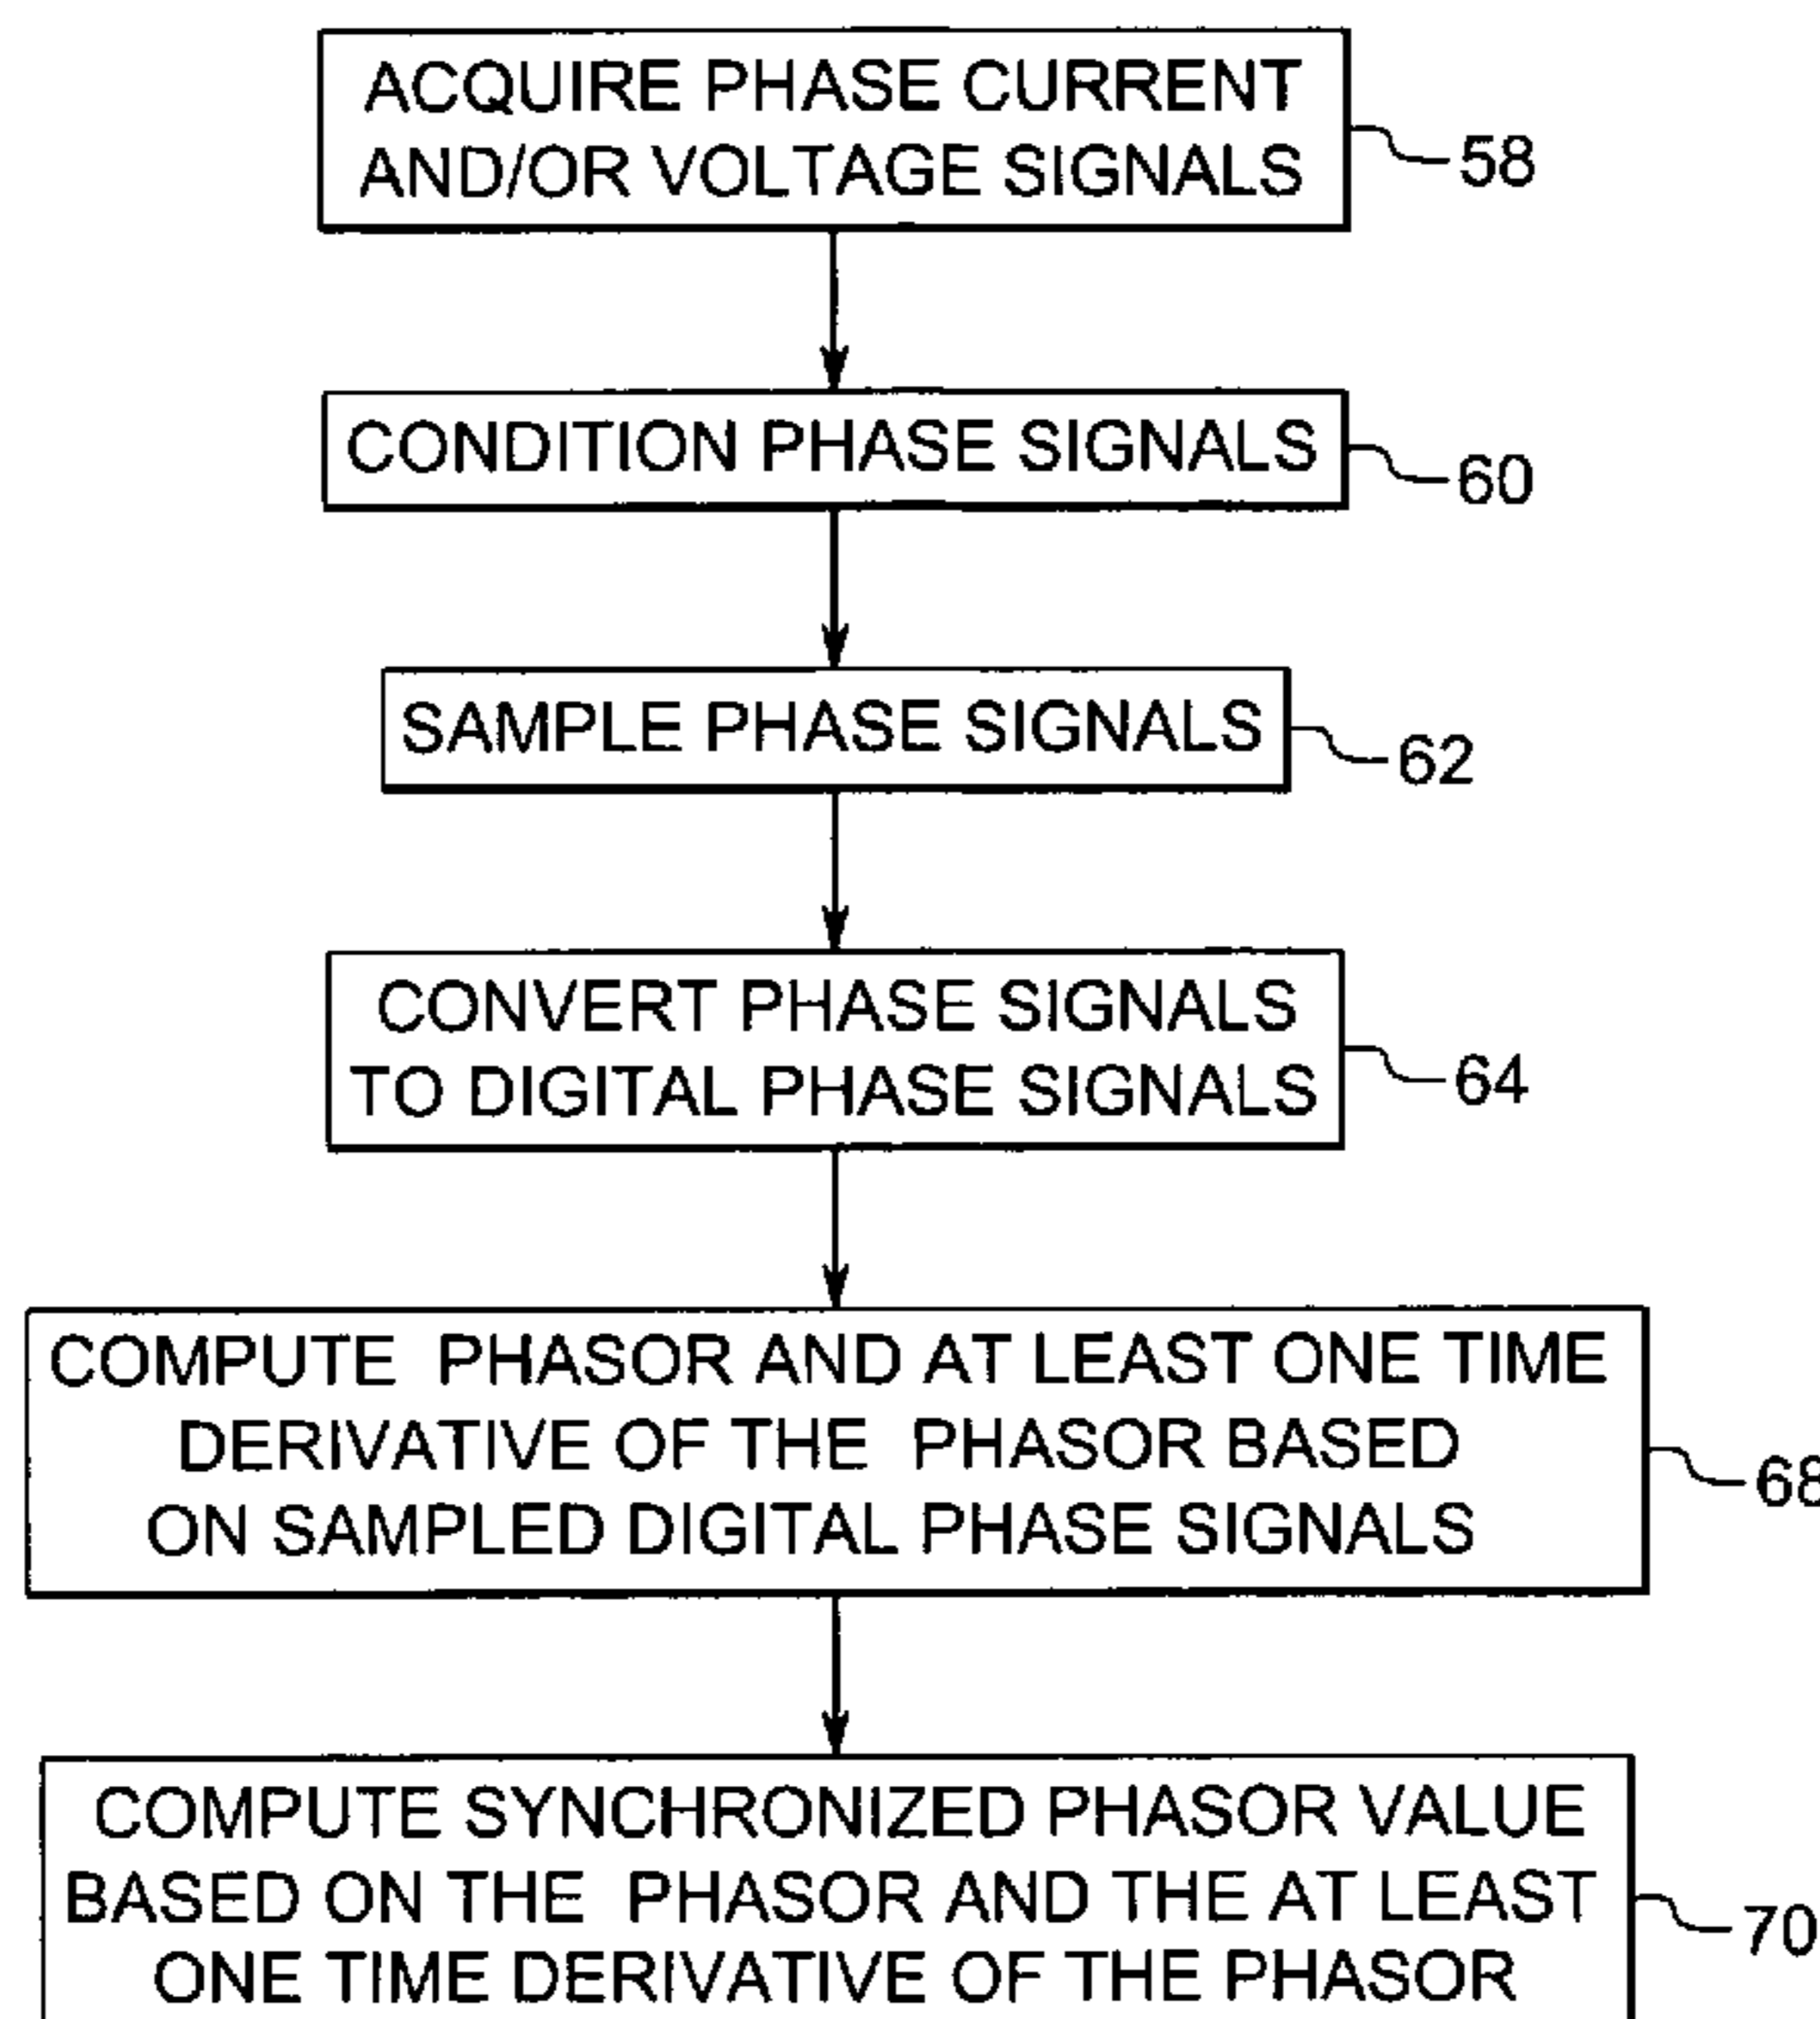 ACQUIRE PHASE CURRENT
AND/OR VOLTAGE SIGNALS
58
CONDITION PHASE SIGNALS
60
SAMPLE PHASE SIGNALS
62
CONVERT PHASE SIGNALS
TO DIGITAL PHASE SIGNALS
64
COMPUTE PHASOR AND AT LEAST ONE TIME
DERIVATIVE OF THE PHASOR BASED
ON SAMPLED DIGITAL PHASE SIGNALS
68
COMPUTE SYNCHRONIZED PHASOR VALUE
BASED ON THE PHASOR AND THE AT LEAST
ONE TIME DERIVATIVE OF THE PHASOR
70